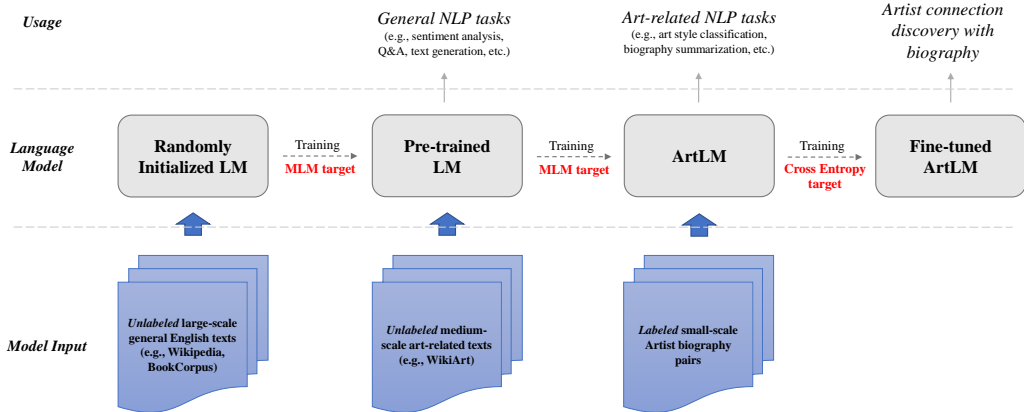 Usage
General NLP tasks
(e.g., sentiment analysis,
Q&A, text generation, etc.)
Art-related NLP tasks
(e.g., art style classification,
biography summarization, etc.)
Artist connection
discovery with
biography
Language
Model
Randomly
Initialized LM
Training
MLM target
Pre-trained
LM
Training
MLM target
ArtLM
Training
Cross Entropy
target
Fine-tuned
ArtLM
Model Input
Unlabeled large-scale
general English texts
(e.g., Wikipedia,
BookCorpus)
Unlabeled medium-
scale art-related texts
(e.g., WikiArt)
Labeled small-scale
Artist biography
pairs